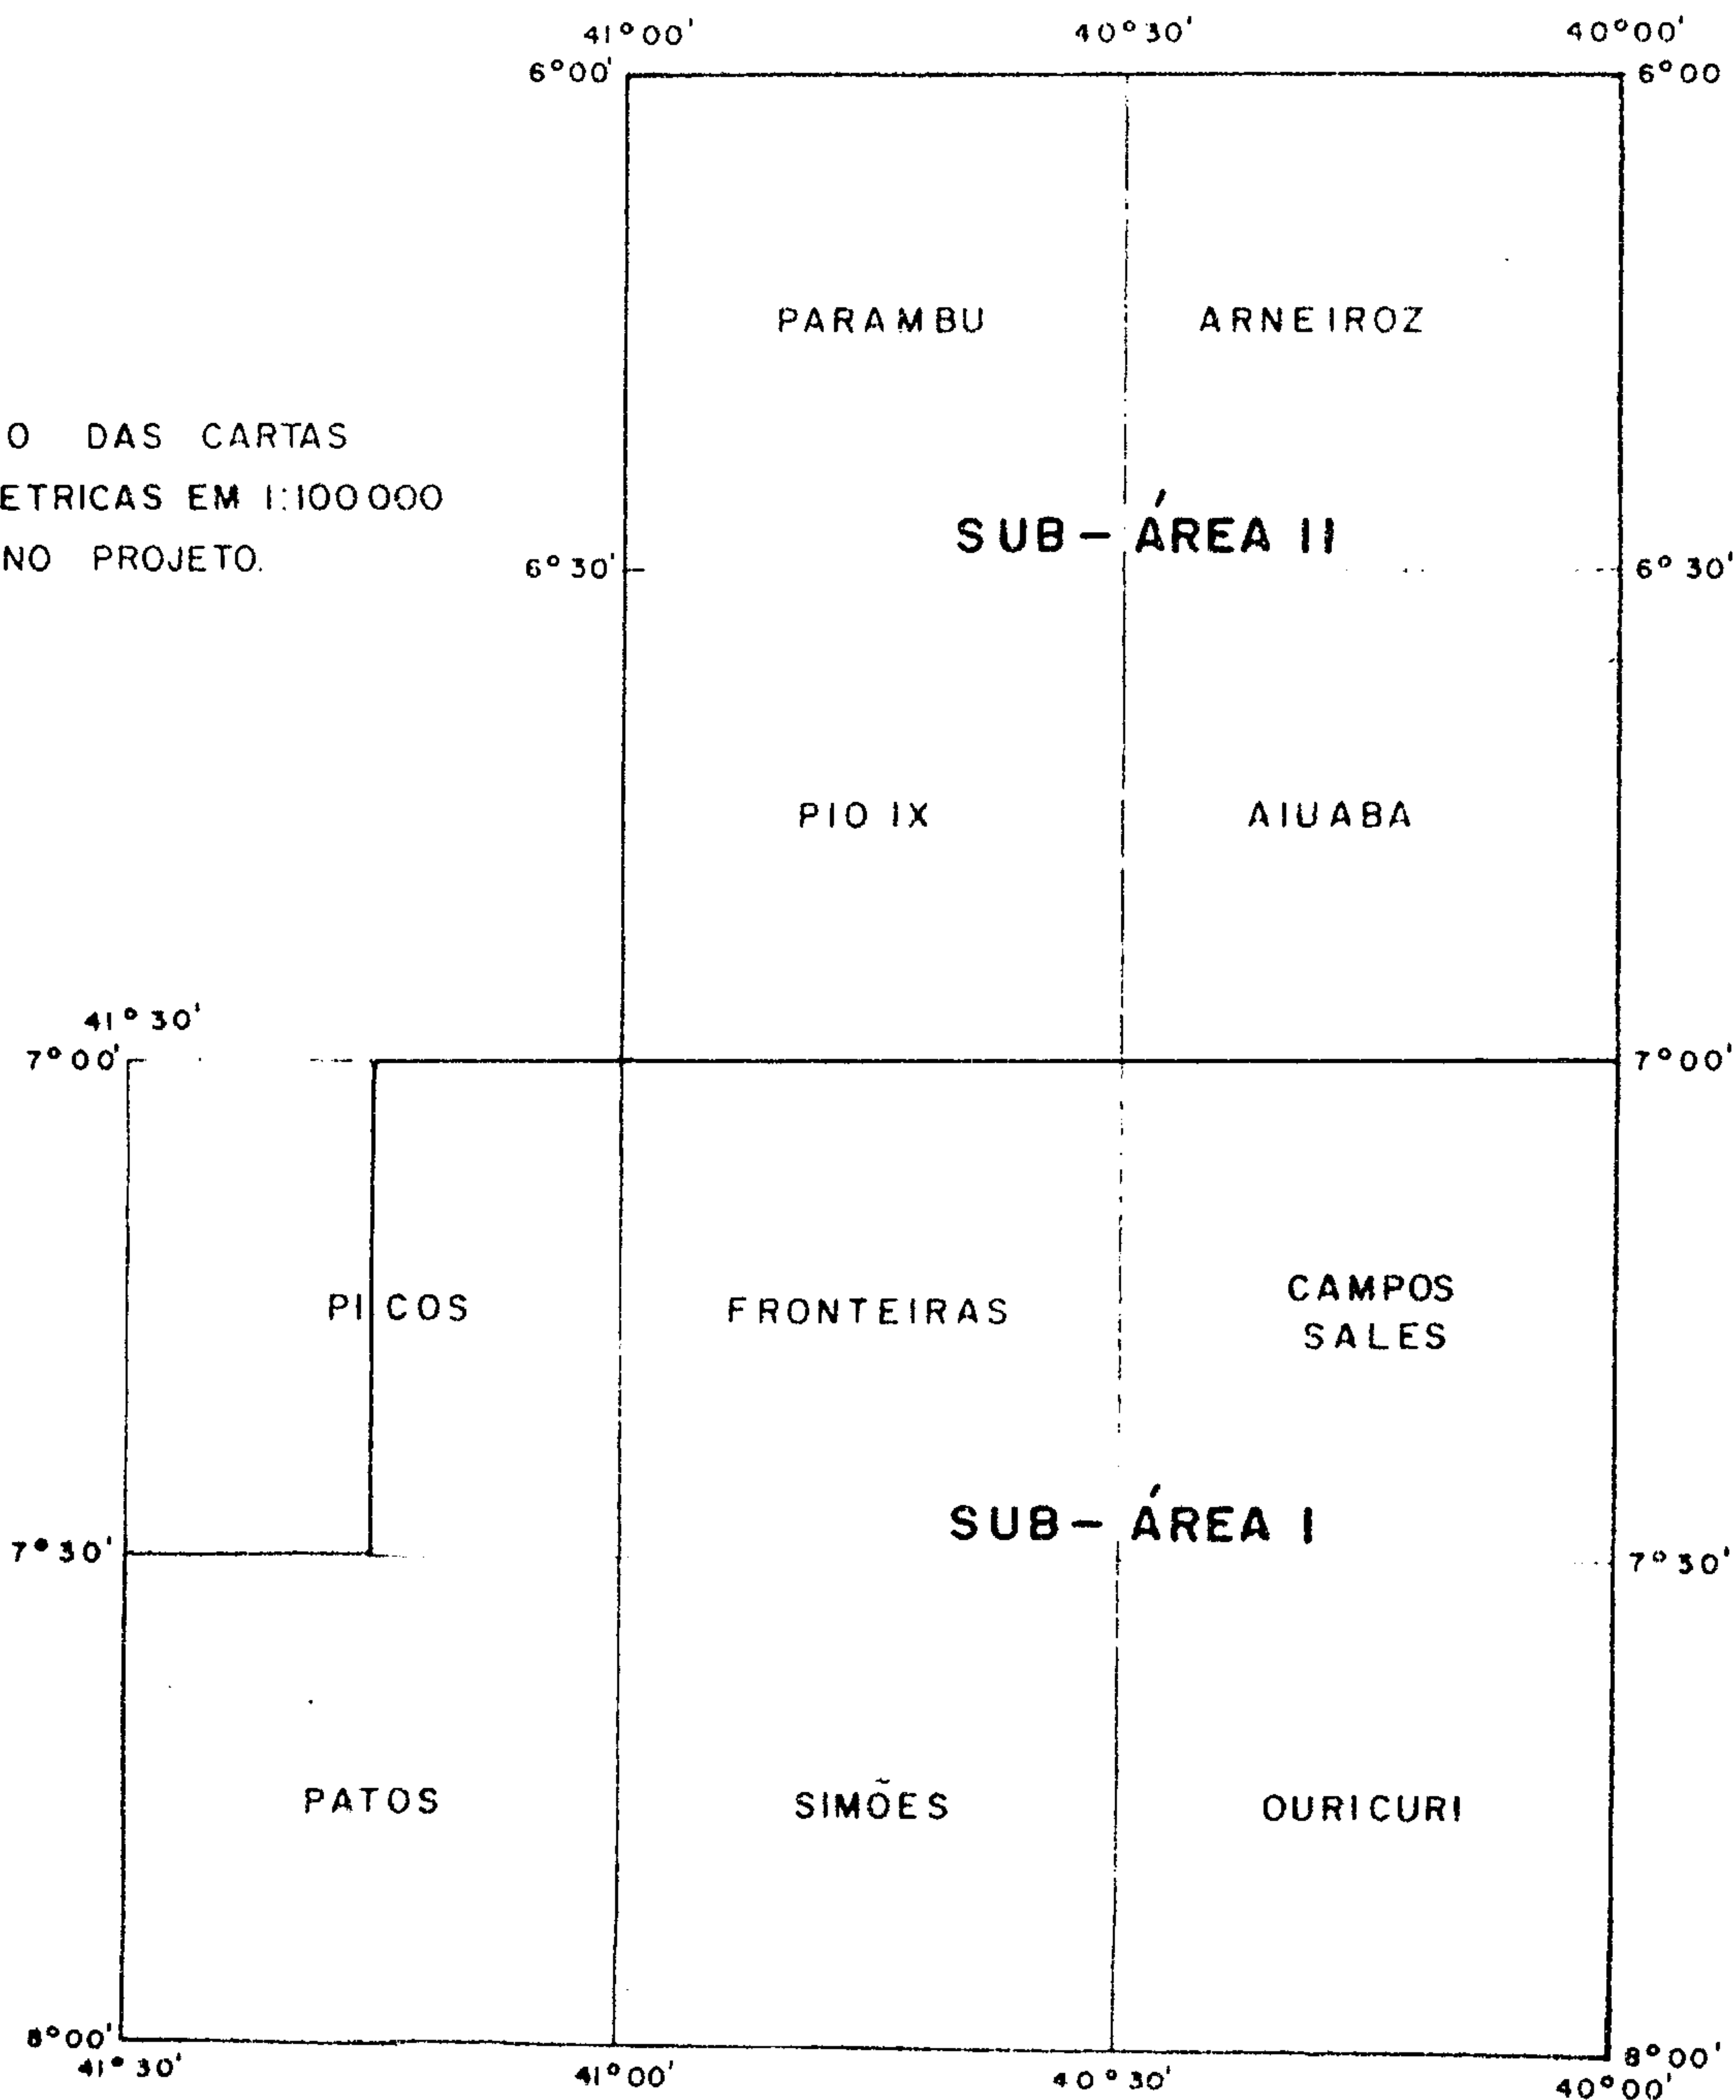 41°00' 40°30' 40°00'
6°00' 6°00
PARAMBU ARNEIROZ
O DAS CARTAS
ETRICAS EM 1:100000
NO PROJETO.
SUB-ÁREA II
6°30' 6°30'
PIO IX AIUABA
41°30'
7°00' 7°00'
PICOS FRONTEIRAS CAMPOS
SALES
SUB-ÁREA I
7°30' 7°30'
PATOS SIMÕES OURICURI
8°00' 8°00'
41°30' 41°00' 40°30' 40°00'